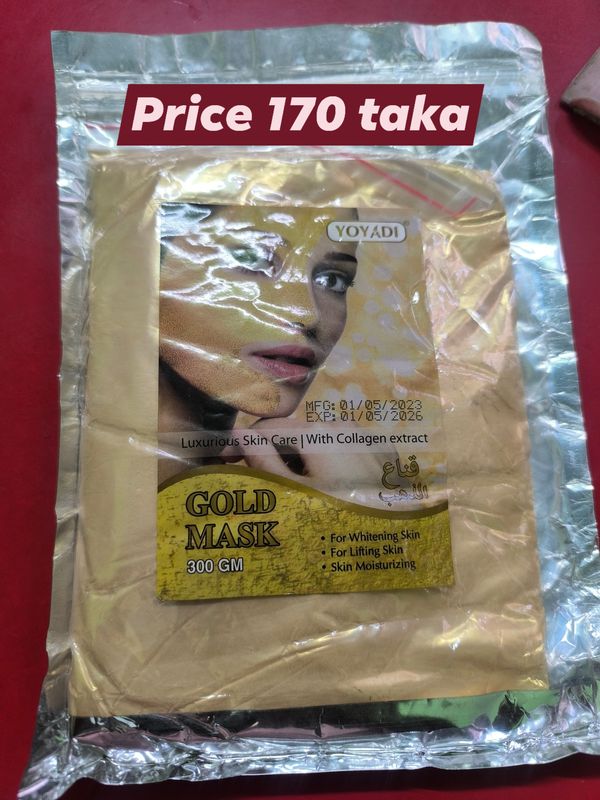 Price 170 taka
YOYADI
MFG: 01/05/2023
EXP: 01/05/2026
Luxurious Skin Care | With Collagen extract
قناع
الذهب
GOLD
MASK
300 GM
• For Whitening Skin
• For Lifting Skin
• Skin Moisturizing